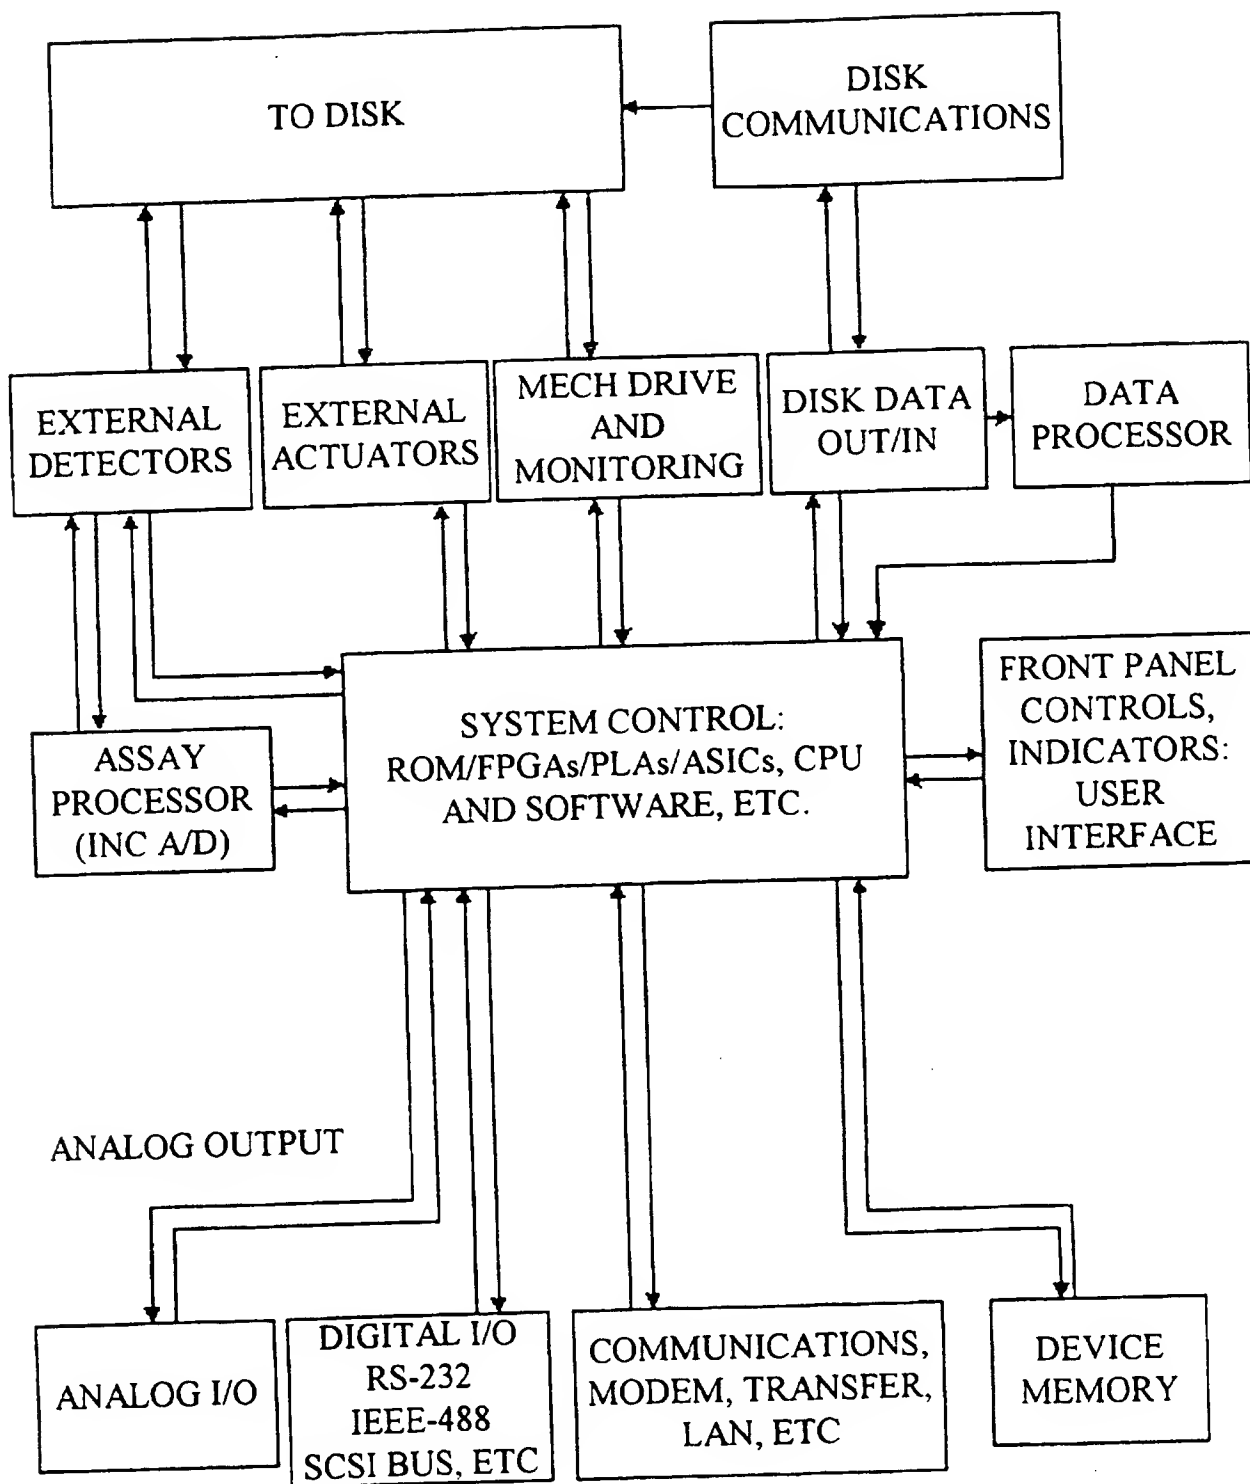 TO DISK
DISK
COMMUNICATIONS
EXTERNAL
DETECTORS
EXTERNAL
ACTUATORS
MECH DRIVE
AND
MONITORING
DISK DATA
OUT/IN
DATA
PROCESSOR
ASSAY
PROCESSOR
(INC A/D)
SYSTEM CONTROL:
ROM/FPGAs/PLAs/ASICs, CPU
AND SOFTWARE, ETC.
FRONT PANEL
CONTROLS,
INDICATORS:
USER
INTERFACE
ANALOG OUTPUT
ANALOG I/O
DIGITAL I/O
RS-232
IEEE-488
SCSI BUS, ETC
COMMUNICATIONS,
MODEM, TRANSFER,
LAN, ETC
DEVICE
MEMORY